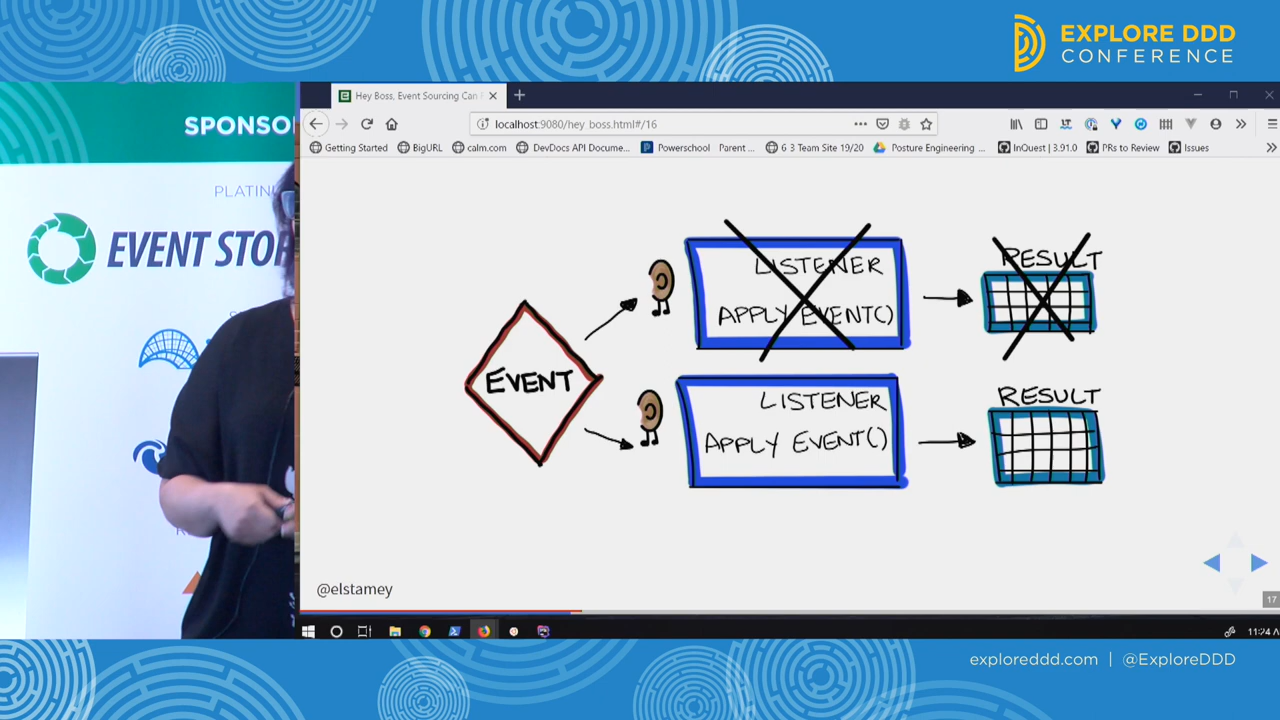 EXPLORE DDD
CONFERENCE
SPONSO
PLATINU
EVENT STOR
Hey Boss, Event Sourcing Can
localhost:9080/hey_boss.html#/16
Getting Started
BigURL
calm.com
DevDocs API Docume...
Powerschool
Parent ...
6 3 Team Site 19/20
Posture Engineering ...
InQuest | 3.91.0
PRs to Review
Issues
LISTENER
APPLY EVENT()
RESULT
EVENT
LISTENER
APPLY EVENT()
RESULT
@elstamey
17
11:24 A
exploreddd.com | @ExploreDDD